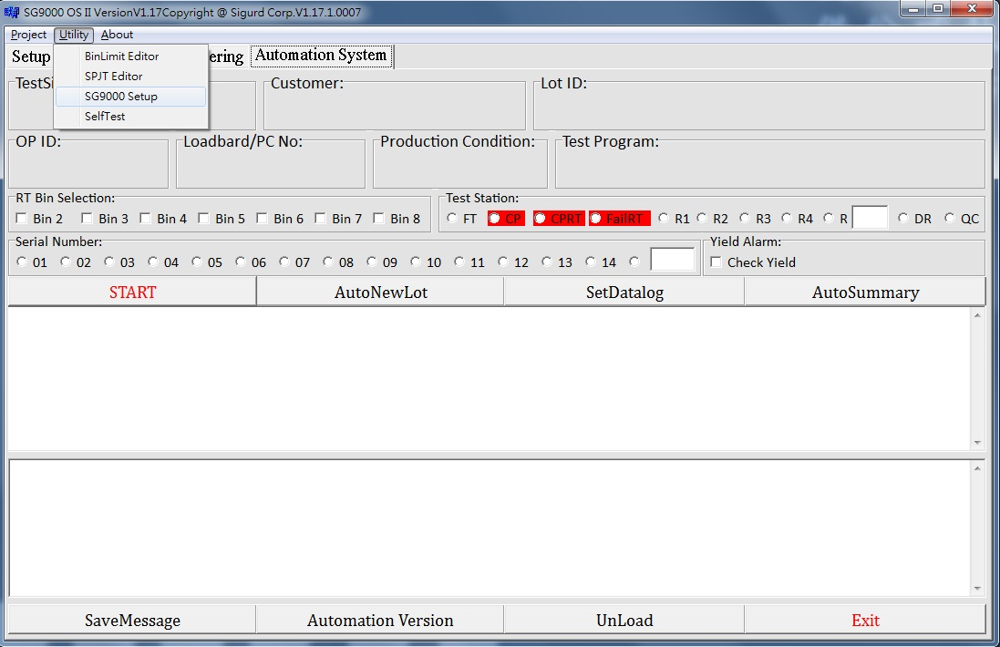 SG9000 OS II VersionV1.17Copyright @ Sigurd Corp.V1.17.1.0007
Project Utility About
BinLimit Editor
SPJT Editor
SG9000 Setup
SelfTest
Setup ering Automation System
TestSi Customer: Lot ID:
OP ID: Loadbard/PC No: Production Condition: Test Program:
RT Bin Selection: Test Station:
Bin 2 Bin 3 Bin 4 Bin 5 Bin 6 Bin 7 Bin 8 FT CP CPRT FailRT R1 R2 R3 R4 R DR QC
Serial Number: Yield Alarm:
01 02 03 04 05 06 07 08 09 10 11 12 13 14 Check Yield
START AutoNewLot SetDatalog AutoSummary
SaveMessage Automation Version UnLoad Exit